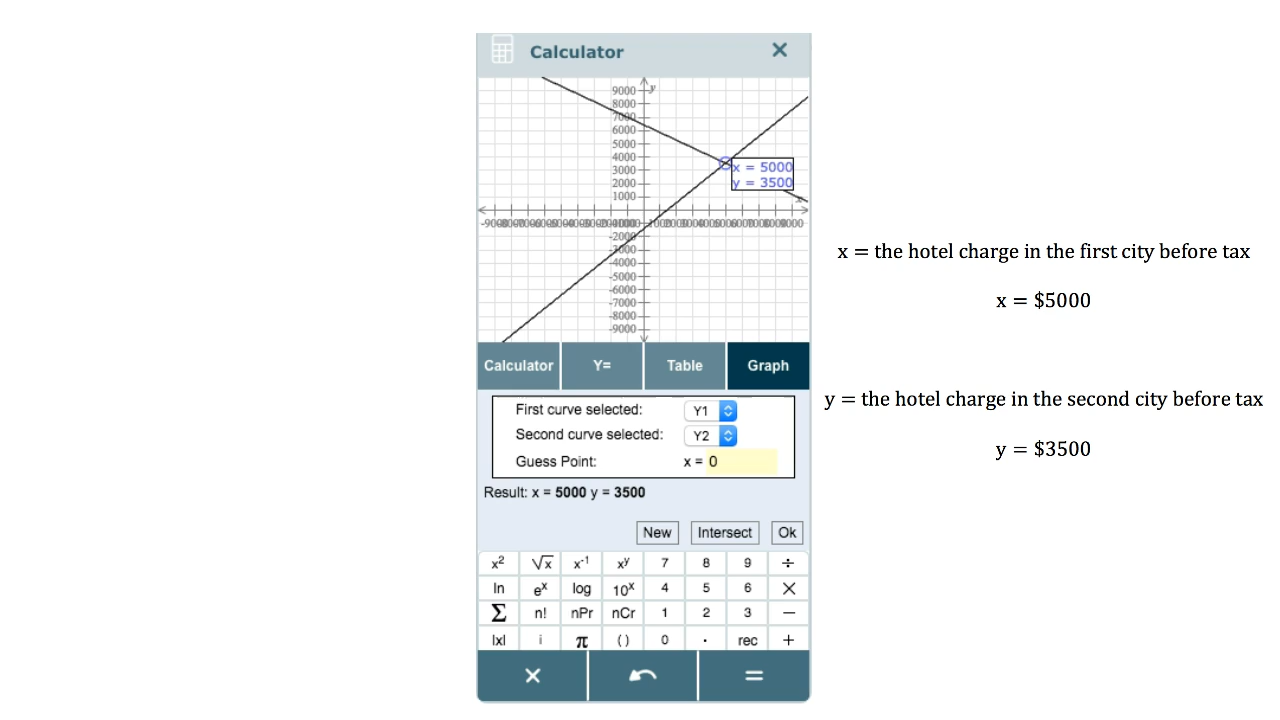 Calculator
y
9000
8000
7000
6000
5000
4000
3000
2000
1000
x = 5000
y = 3500
x
-2000
-3000
-4000
-5000
-6000
-7000
-8000
-9000
Calculator Y= Table Graph
First curve selected: Y1
Second curve selected: Y2
Guess Point: x = 0
Result: x = 5000 y = 3500
New Intersect Ok
x² √x x⁻¹ xʸ 7 8 9 ÷
ln eˣ log 10ˣ 4 5 6 ×
Σ n! nPr nCr 1 2 3 −
|x| i π ( ) 0 . rec +
× =
x = the hotel charge in the first city before tax
x = $5000
y = the hotel charge in the second city before tax
y = $3500